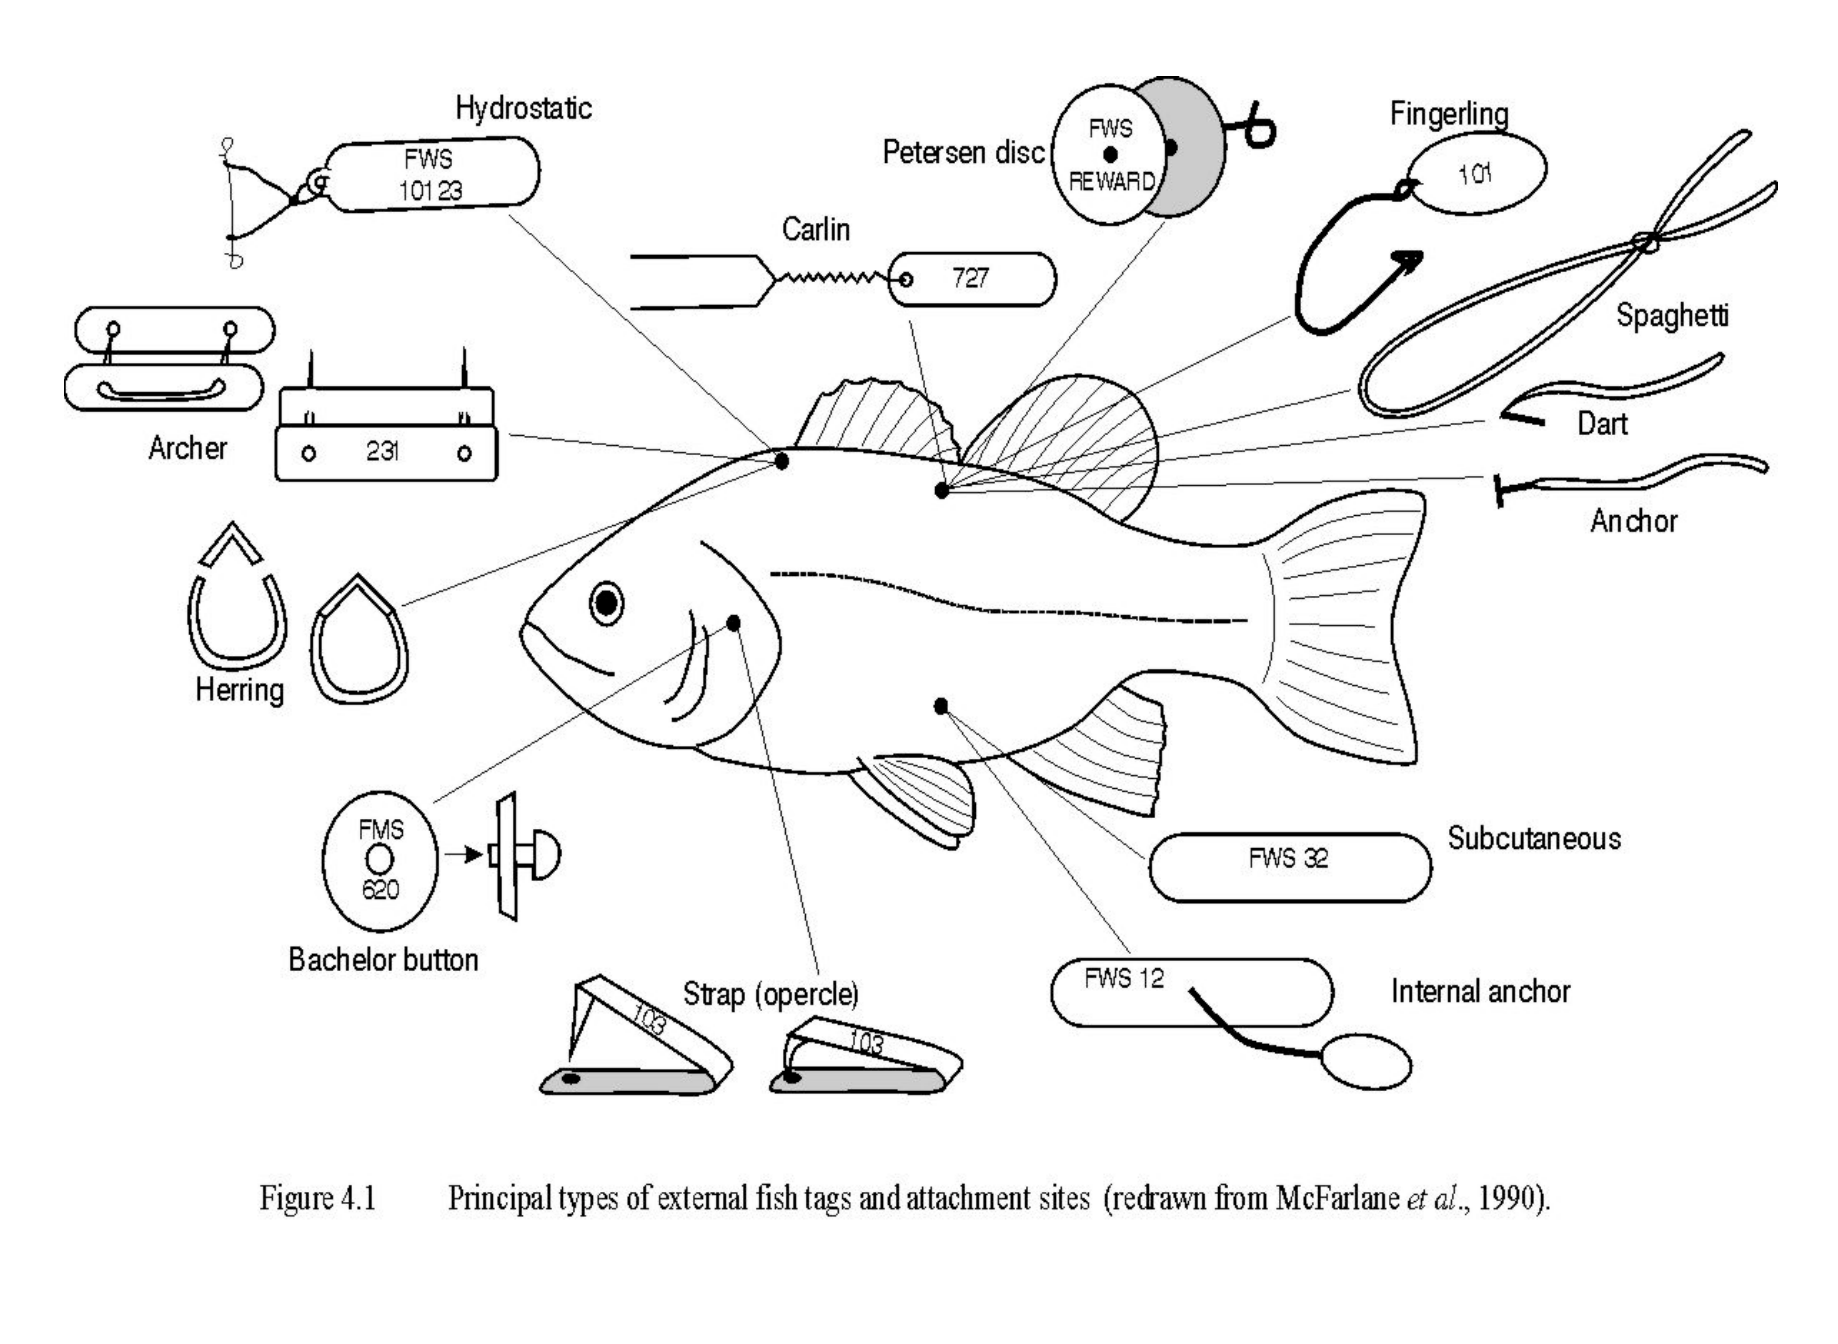 Hydrostatic
FWS
10123
Petersen disc
FWS
REWARD
Fingerling
101
Carlin
727
Spaghetti
Archer
231
Dart
Anchor
Herring
FMS
620
Bachelor button
Subcutaneous
FWS 32
Strap (opercle)
103
103
FWS 12
Internal anchor
Figure 4.1 Principal types of external fish tags and attachment sites (redrawn from McFarlane et al., 1990).